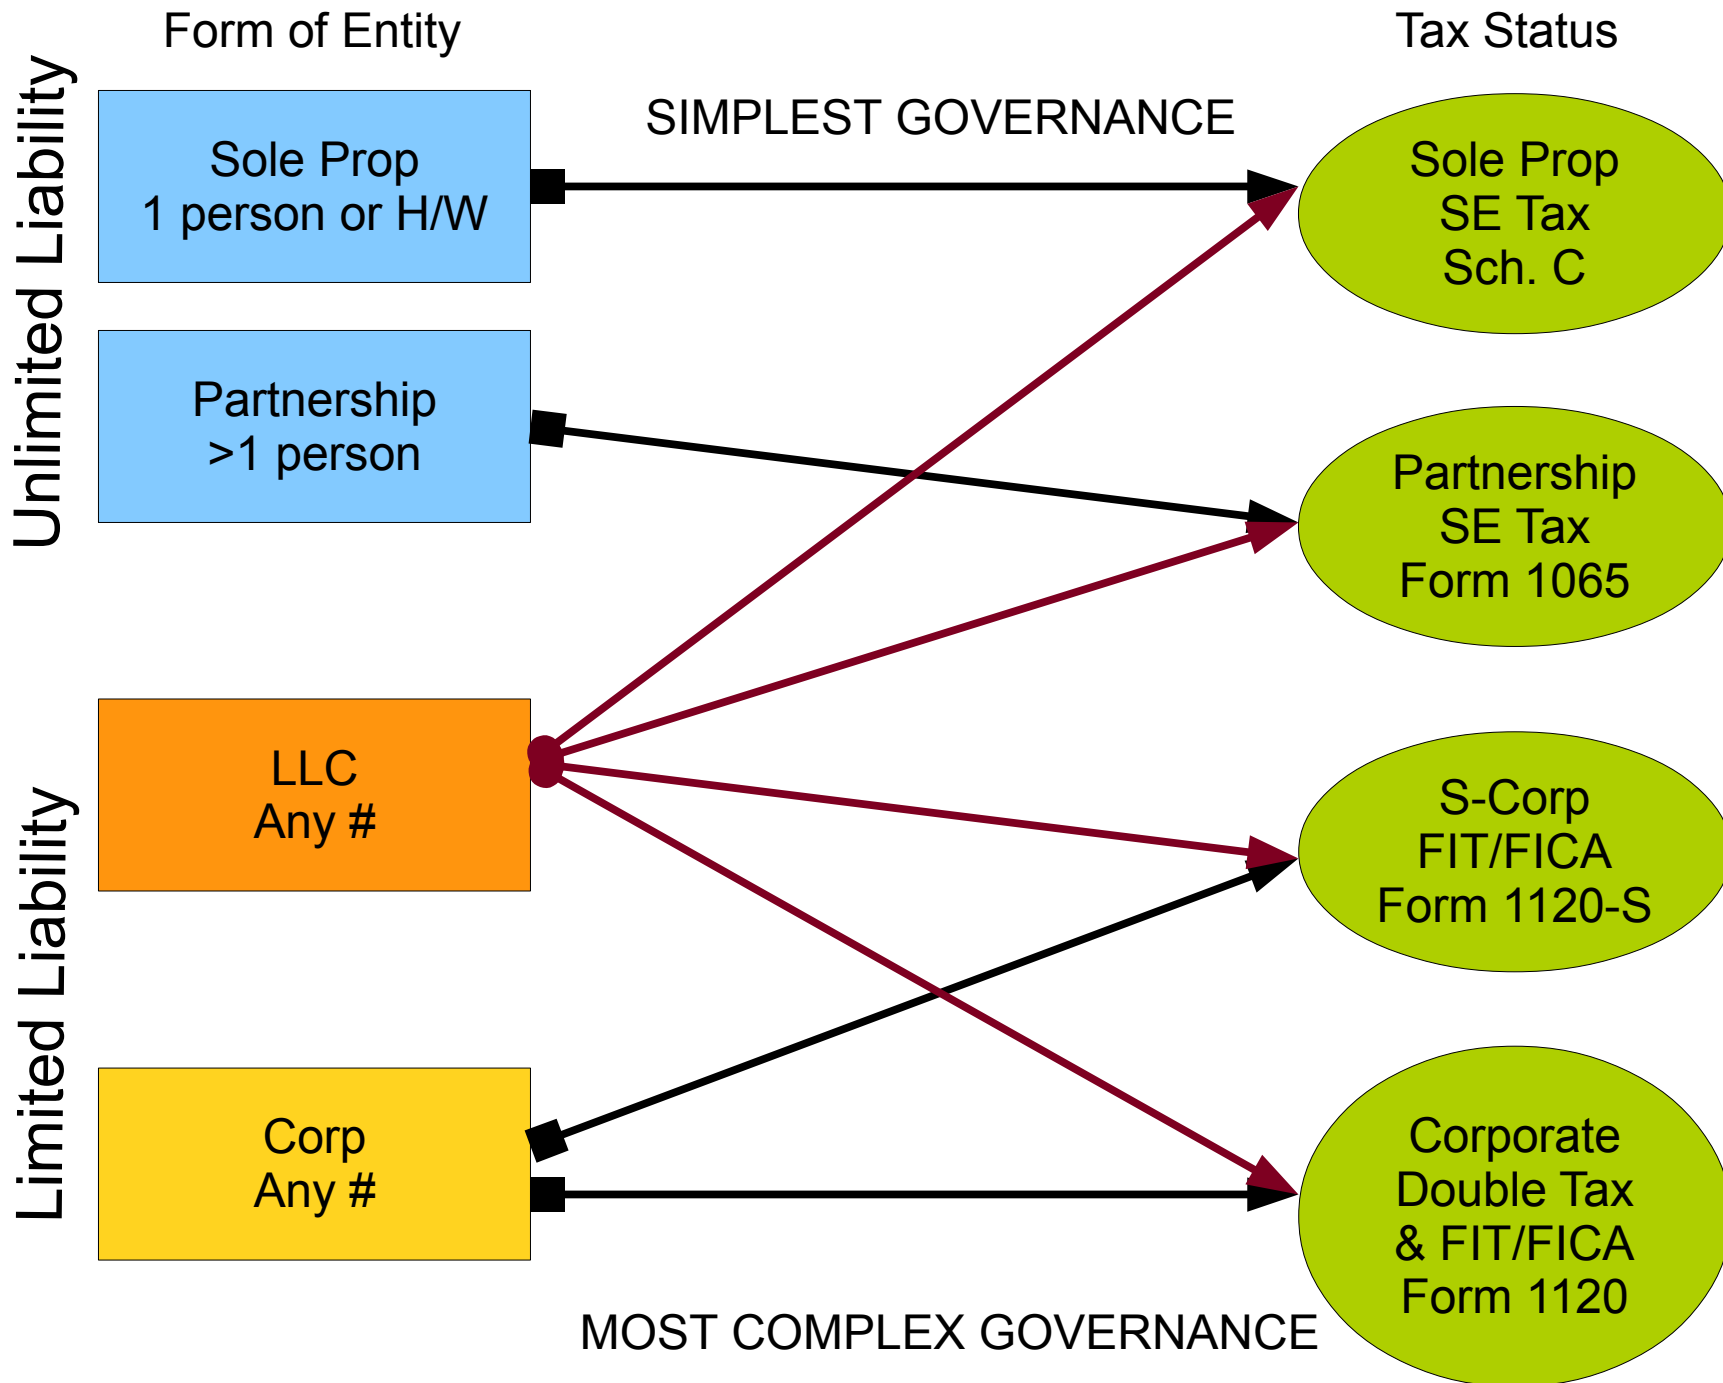 Form of Entity
Tax Status
Unlimited Liability
SIMPLEST GOVERNANCE
Sole Prop
1 person or H/W
Sole Prop
SE Tax
Sch. C
Partnership
>1 person
Partnership
SE Tax
Form 1065
Limited Liability
LLC
Any #
S-Corp
FIT/FICA
Form 1120-S
Corp
Any #
Corporate
Double Tax
& FIT/FICA
Form 1120
MOST COMPLEX GOVERNANCE